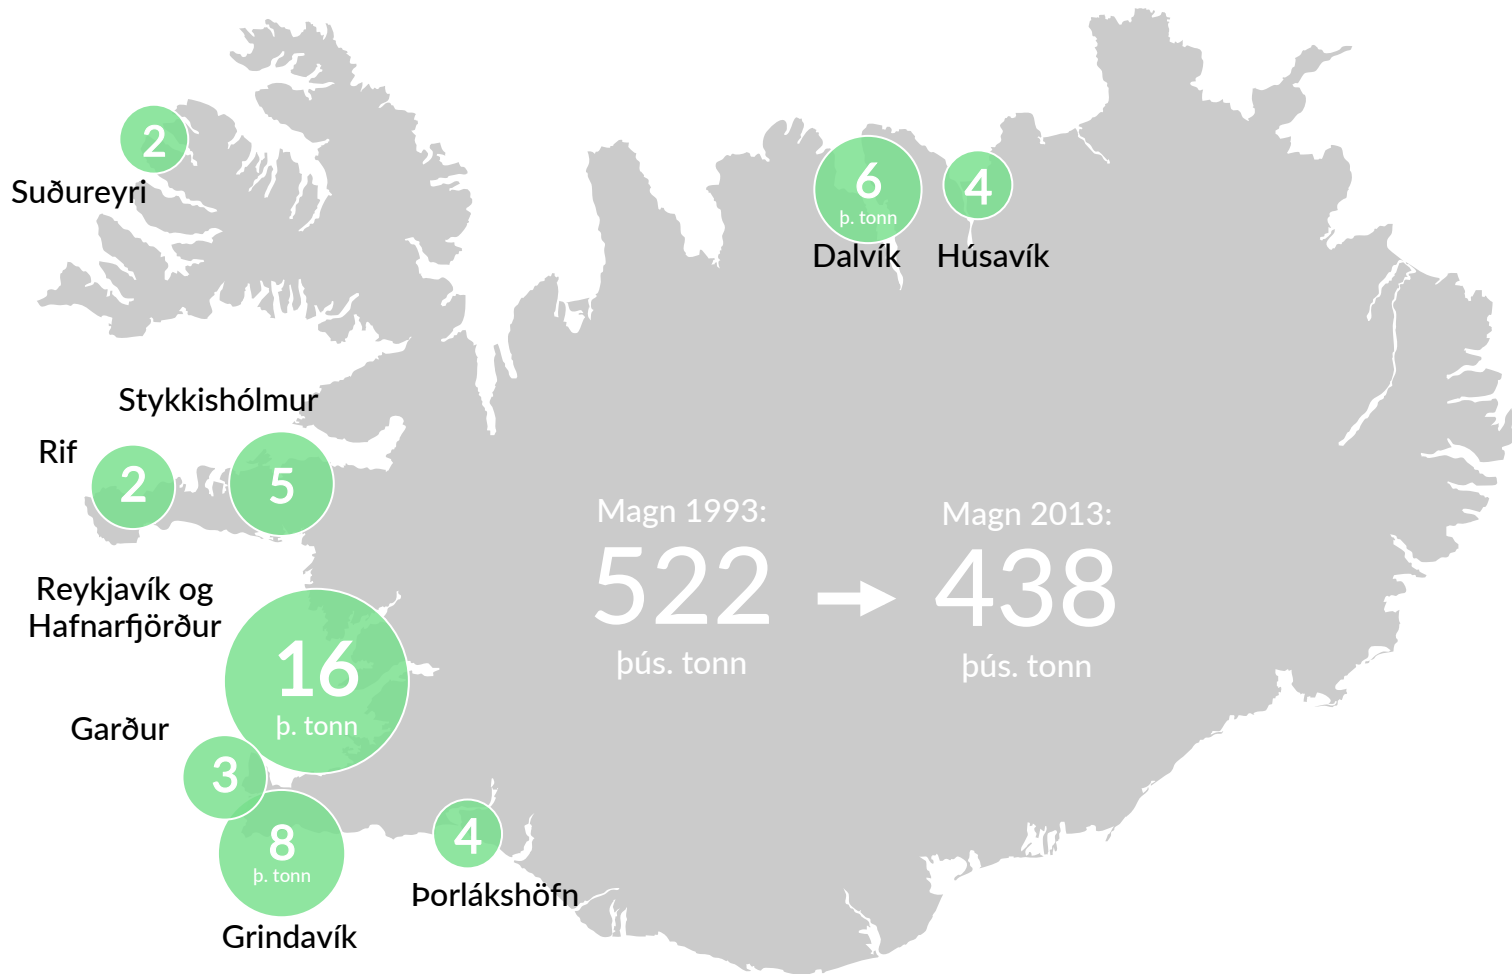 2
Suðureyri
6
þ. tonn
Dalvík
4
Húsavík
Stykkishólmur
5
Rif
2
Magn 1993:
522
þús. tonn
Magn 2013:
438
þús. tonn
Reykjavík og
Hafnarfjörður
16
þ. tonn
Garður
3
8
þ. tonn
Grindavík
4
Þorlákshöfn